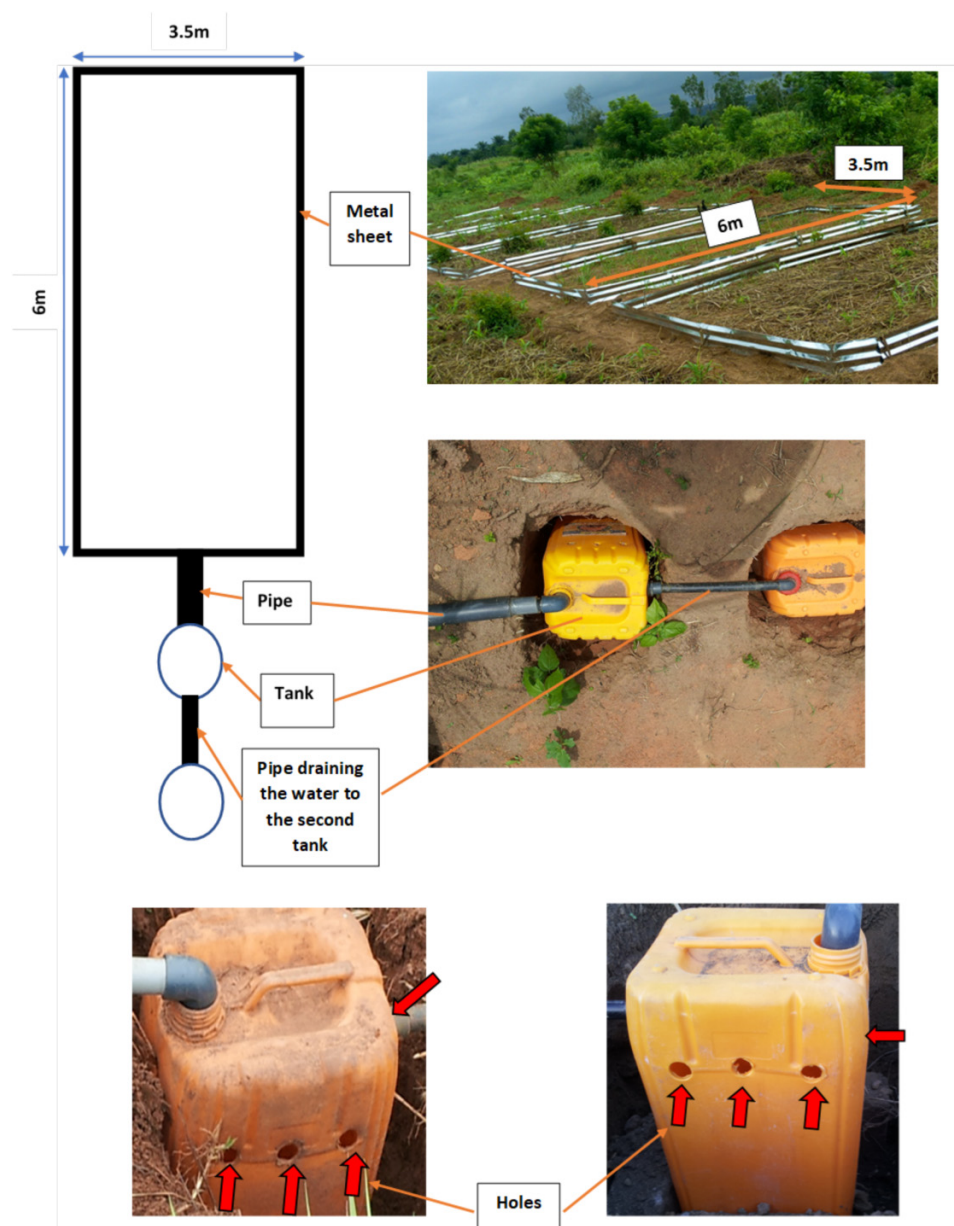 3.5m
3.5m
6m
Metal
sheet
6m
Pipe
Tank
Pipe draining
the water to
the second
tank
Holes